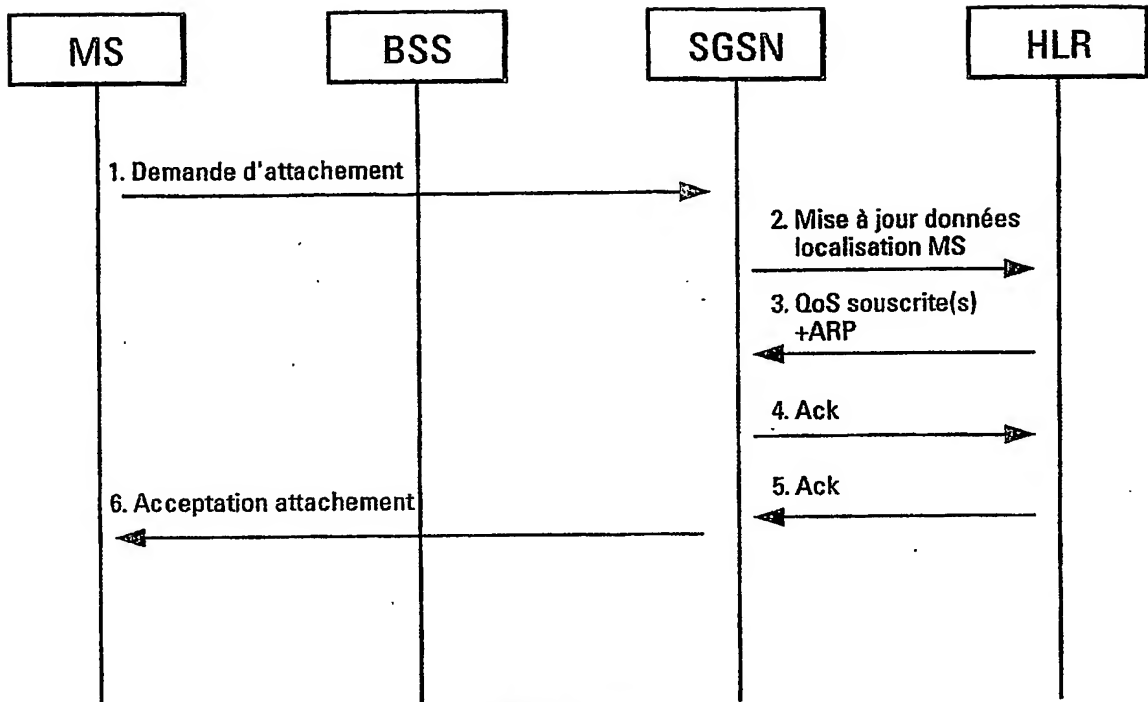 MS
BSS
SGSN
HLR
1. Demande d'attachement
2. Mise à jour données
localisation MS
3. QoS souscrite(s)
+ARP
4. Ack
5. Ack
6. Acceptation attachement